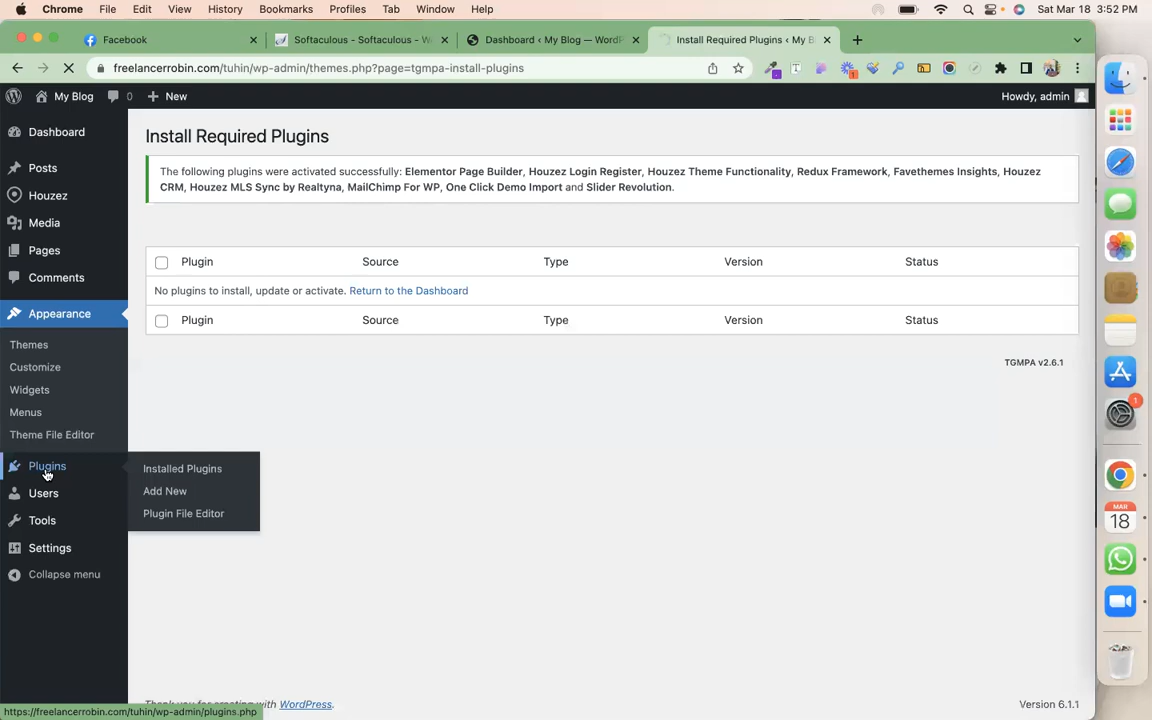 Chrome File Edit View History Bookmarks Profiles Tab Window Help Sat Mar 18 3:52 PM
Facebook Softaculous - Softaculous - W Dashboard ‹ My Blog — WordP Install Required Plugins ‹ My B
freelancerrobin.com/tuhin/wp-admin/themes.php?page=tgmpa-install-plugins
My Blog 0 New Howdy, admin
Dashboard
Posts
Houzez
Media
Pages
Comments
Appearance
Themes
Customize
Widgets
Menus
Theme File Editor
Plugins
Users
Tools
Settings
Collapse menu
Installed Plugins
Add New
Plugin File Editor
Install Required Plugins
The following plugins were activated successfully: Elementor Page Builder, Houzez Login Register, Houzez Theme Functionality, Redux Framework, Favethemes Insights, Houzez
CRM, Houzez MLS Sync by Realtyna, MailChimp For WP, One Click Demo Import and Slider Revolution.
Plugin Source Type Version Status
No plugins to install, update or activate. Return to the Dashboard
Plugin Source Type Version Status
TGMPA v2.6.1
Thank you for creating with WordPress. Version 6.1.1
https://freelancerrobin.com/tuhin/wp-admin/plugins.php
1
MAR
18